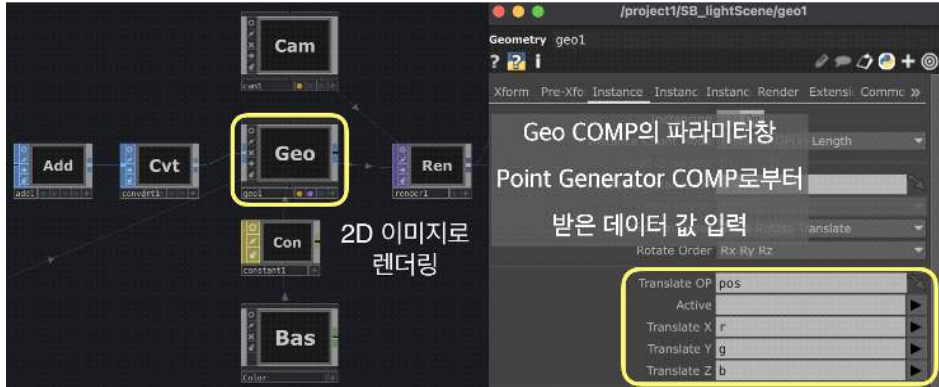 Cam
cam1
Add
add1
Cvt
convert1
Geo
geo1
Ren
render1
2D 이미지로
렌더링
Con
constant1
Bas
Color
/project1/SB_lightScene/geo1
Geometry geo1
? ? i
Xform Pre-Xfo Instance Instanc Instanc Render Extensi Commc »
Length
Geo COMP의 파라미터창
Point Generator COMP로부터
받은 데이터 값 입력
anslate
Rotate Order Rx Ry Rz
Translate OP pos
Active
Translate X r
Translate Y g
Translate Z b